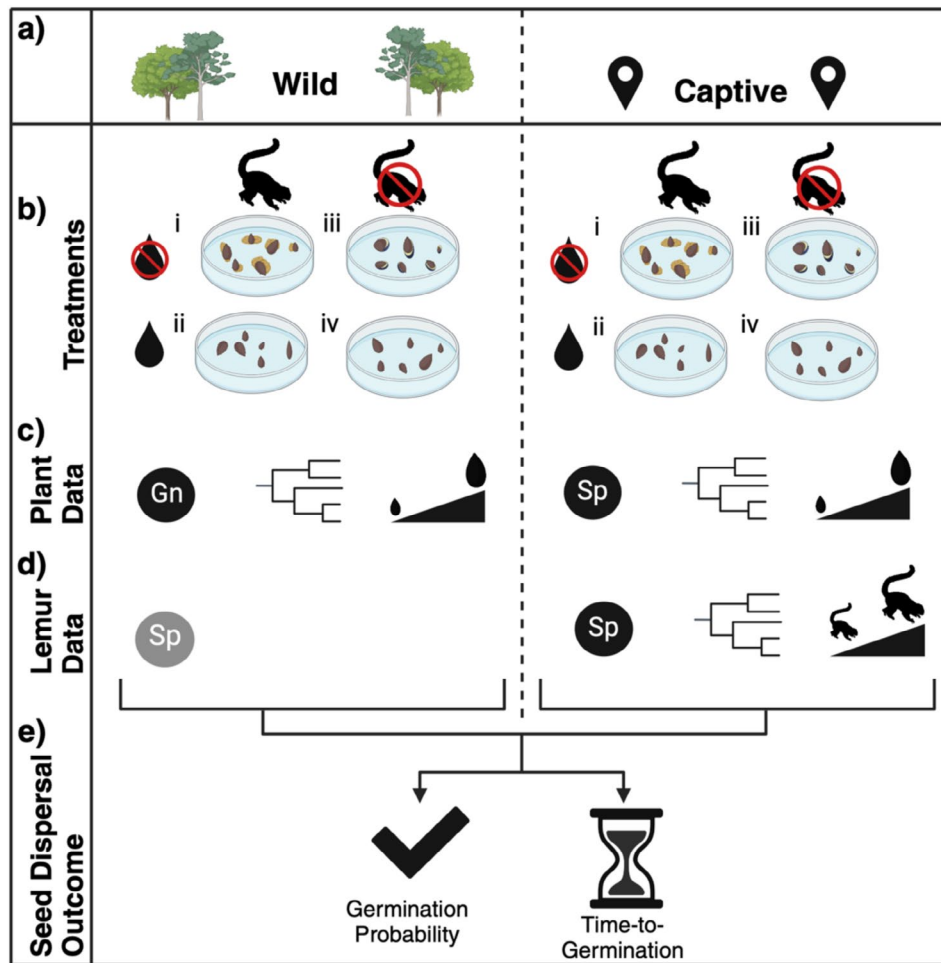 a)
Wild
Captive
b)
Treatments
i
iii
ii
iv
i
iii
ii
iv
c)
Plant
Data
Gn
Sp
d)
Lemur
Data
Sp
Sp
e)
Seed Dispersal
Outcome
Germination
Probability
Time-to-
Germination